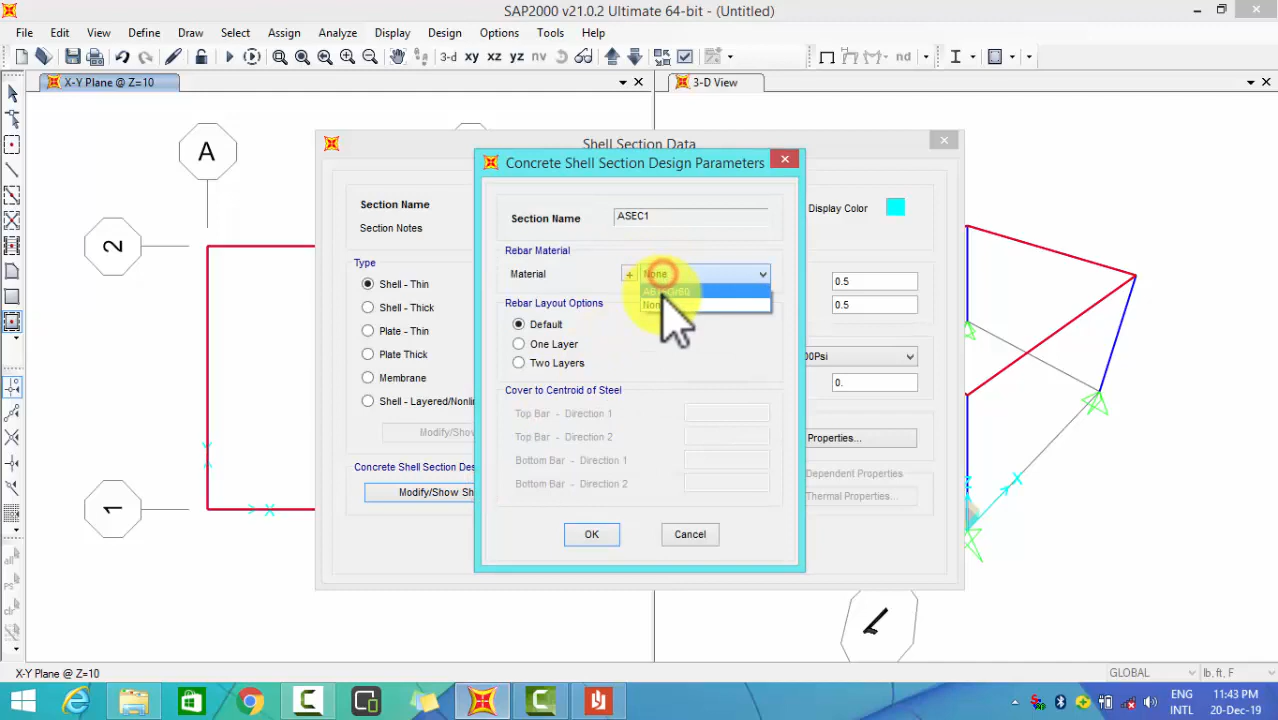 SAP2000 v21.0.2 Ultimate 64-bit - (Untitled)
File Edit View Define Draw Select Assign Analyze Display Design Options Tools Help
3-d xy xz yz nv nd
X-Y Plane @ Z=10
3-D View
A
2
1
Shell Section Data
Section Name
Section Notes
Display Color
Type
Shell - Thin
Shell - Thick
Plate - Thin
Plate Thick
Membrane
Shell - Layered/Nonlin
Modify/Show
Concrete Shell Section Des
Modify/Show Sh
0.5
0.5
00Psi
0.
Properties...
Dependent Properties
Thermal Properties...
Concrete Shell Section Design Parameters
Section Name ASEC1
Rebar Material
Material + None
Rebar Layout Options
Default
One Layer
Two Layers
Cover to Centroid of Steel
Top Bar - Direction 1
Top Bar - Direction 2
Bottom Bar - Direction 1
Bottom Bar - Direction 2
OK Cancel
X
X
all
PS
clr
X-Y Plane @ Z=10
GLOBAL
lb, ft, F
ENG
INTL
11:43 PM
20-Dec-19